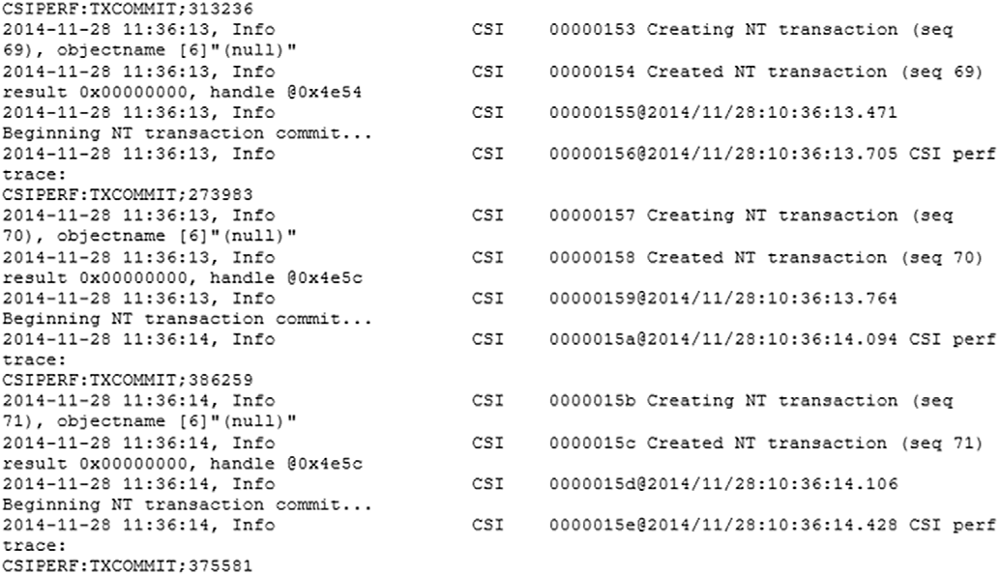 CSIPERF:TXCOMMIT;313236
2014-11-28 11:36:13, Info                  CSI    00000153 Creating NT transaction (seq
69), objectname [6]"(null)"
2014-11-28 11:36:13, Info                  CSI    00000154 Created NT transaction (seq 69)
result 0x00000000, handle @0x4e54
2014-11-28 11:36:13, Info                  CSI    00000155@2014/11/28:10:36:13.471
Beginning NT transaction commit...
2014-11-28 11:36:13, Info                  CSI    00000156@2014/11/28:10:36:13.705 CSI perf
trace:
CSIPERF:TXCOMMIT;273983
2014-11-28 11:36:13, Info                  CSI    00000157 Creating NT transaction (seq
70), objectname [6]"(null)"
2014-11-28 11:36:13, Info                  CSI    00000158 Created NT transaction (seq 70)
result 0x00000000, handle @0x4e5c
2014-11-28 11:36:13, Info                  CSI    00000159@2014/11/28:10:36:13.764
Beginning NT transaction commit...
2014-11-28 11:36:14, Info                  CSI    0000015a@2014/11/28:10:36:14.094 CSI perf
trace:
CSIPERF:TXCOMMIT;386259
2014-11-28 11:36:14, Info                  CSI    0000015b Creating NT transaction (seq
71), objectname [6]"(null)"
2014-11-28 11:36:14, Info                  CSI    0000015c Created NT transaction (seq 71)
result 0x00000000, handle @0x4e5c
2014-11-28 11:36:14, Info                  CSI    0000015d@2014/11/28:10:36:14.106
Beginning NT transaction commit...
2014-11-28 11:36:14, Info                  CSI    0000015e@2014/11/28:10:36:14.428 CSI perf
trace:
CSIPERF:TXCOMMIT;375581